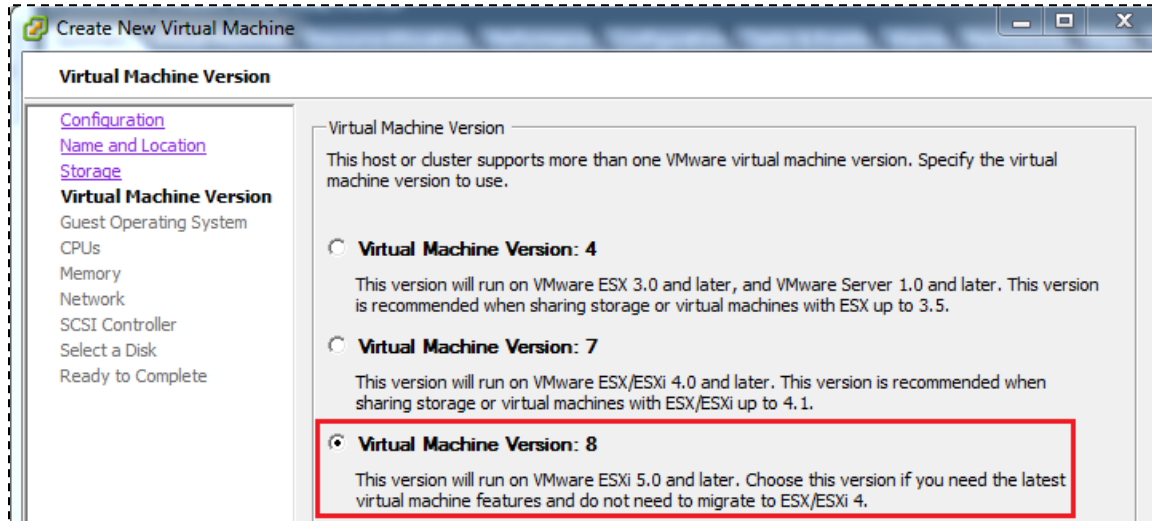 Create New Virtual Machine
Virtual Machine Version
Configuration
Name and Location
Storage
Virtual Machine Version
Guest Operating System
CPUs
Memory
Network
SCSI Controller
Select a Disk
Ready to Complete
Virtual Machine Version
This host or cluster supports more than one VMware virtual machine version. Specify the virtual
machine version to use.
Virtual Machine Version: 4
This version will run on VMware ESX 3.0 and later, and VMware Server 1.0 and later. This version
is recommended when sharing storage or virtual machines with ESX up to 3.5.
Virtual Machine Version: 7
This version will run on VMware ESX/ESXi 4.0 and later. This version is recommended when
sharing storage or virtual machines with ESX/ESXi up to 4.1.
Virtual Machine Version: 8
This version will run on VMware ESXi 5.0 and later. Choose this version if you need the latest
virtual machine features and do not need to migrate to ESX/ESXi 4.